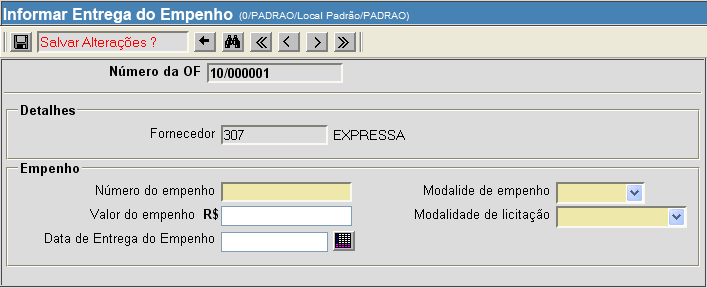 Informar Entrega do Empenho (0/PADRAO/Local Padrão/PADRAO)
Salvar Alterações ?
Número da OF 10/000001
Detalhes
Fornecedor 307 EXPRESSA
Empenho
Número do empenho Modalide de empenho
Valor do empenho R$ Modalidade de licitação
Data de Entrega do Empenho